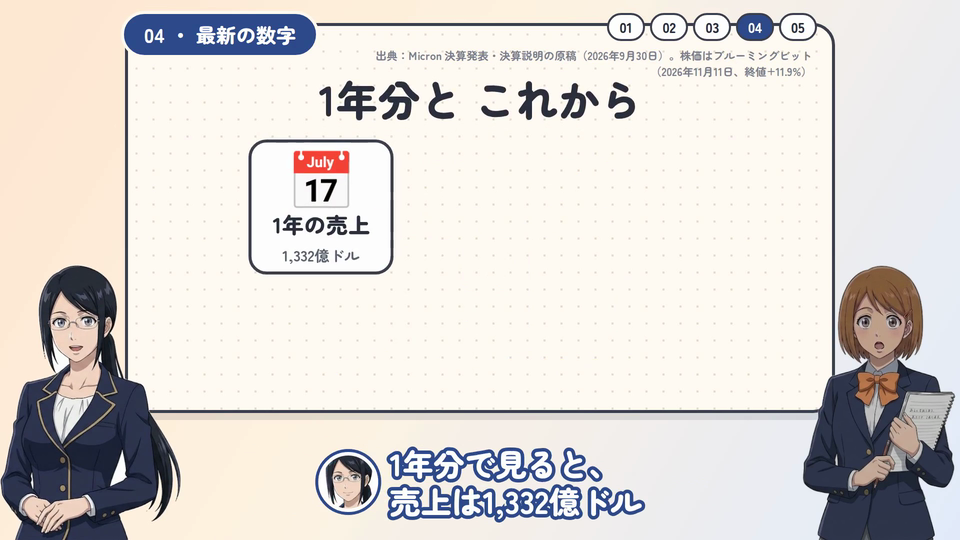 04 ・ 最新の数字
01 02 03 04 05
出典：Micron 決算発表・決算説明の原稿（2026年9月30日）。株価はブルーミングビット
（2026年11月11日、終値+11.9%）
1年分と これから
July
17
1年の売上
1,332億ドル
1年分で見ると、
売上は1,332億ドル